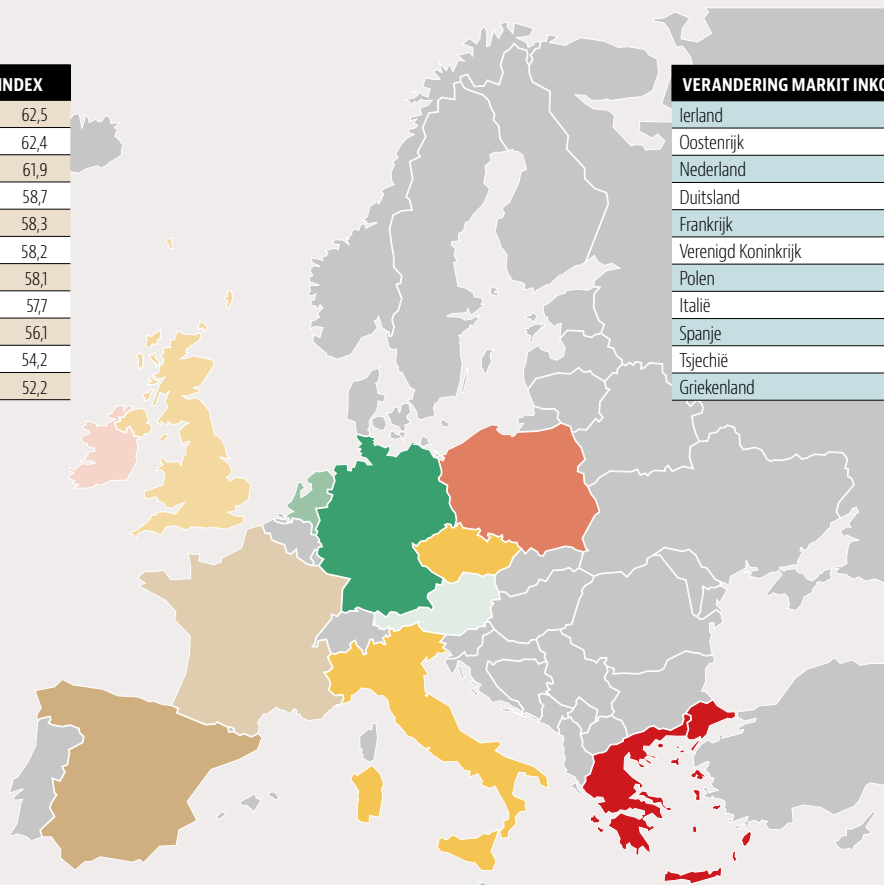 INDEX
62,5
62,4
61,9
58,7
58,3
58,2
58,1
57,7
56,1
54,2
52,2
VERANDERING MARKIT
Ierland
Oostenrijk
Nederland
Duitsland
Frankrijk
Verenigd Koninkrijk
Polen
Italië
Spanje
Tsjechië
Griekenland